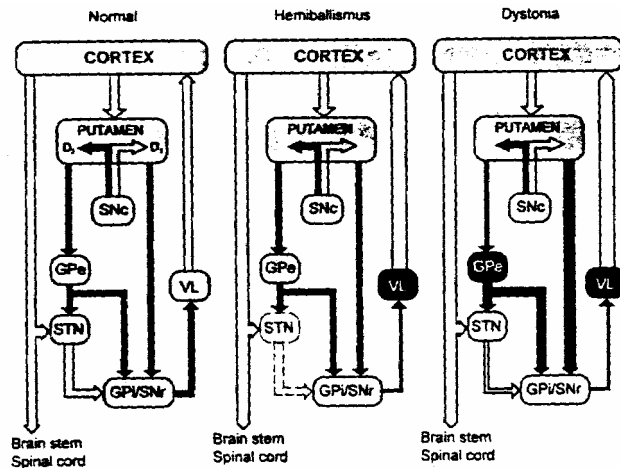 Normal
CORTEX
PUTAMEN
D₂ D₁
SNc
GPe
VL
STN
GPi/SNr
Brain stem
Spinal cord
Hemiballismus
CORTEX
PUTAMEN
SNc
GPe
VL
STN
GPi/SNr
Brain stem
Spinal cord
Dystonia
CORTEX
PUTAMEN
SNc
GPe
VL
STN
GPi/SNr
Brain stem
Spinal cord